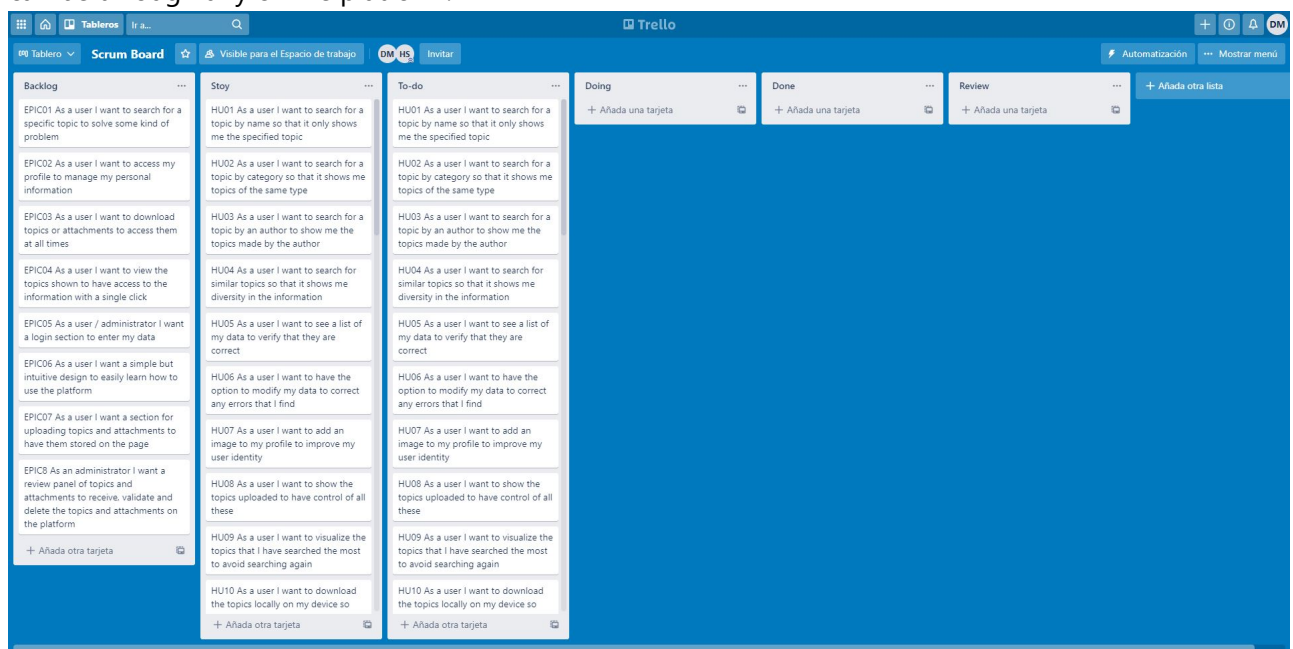 Tableros Ir a... Trello DM
Tablero Scrum Board Visible para el Espacio de trabajo DM HS Invitar Automatización ... Mostrar menú
Backlog ...
EPIC01 As a user I want to search for a
specific topic to solve some kind of
problem
EPIC02 As a user I want to access my
profile to manage my personal
information
EPIC03 As a user I want to download
topics or attachments to access them
at all times
EPIC04 As a user I want to view the
topics shown to have access to the
information with a single click
EPIC05 As a user / administrator I want
a login section to enter my data
EPIC06 As a user I want a simple but
intuitive design to easily learn how to
use the platform
EPIC07 As a user I want a section for
uploading topics and attachments to
have them stored on the page
EPIC8 As an administrator I want a
review panel of topics and
attachments to receive, validate and
delete the topics and attachments on
the platform
+ Añada otra tarjeta
Stoy ...
HU01 As a user I want to search for a
topic by name so that it only shows
me the specified topic
HU02 As a user I want to search for a
topic by category so that it shows me
topics of the same type
HU03 As a user I want to search for a
topic by an author to show me the
topics made by the author
HU04 As a user I want to search for
similar topics so that it shows me
diversity in the information
HU05 As a user I want to see a list of
my data to verify that they are
correct
HU06 As a user I want to have the
option to modify my data to correct
any errors that I find
HU07 As a user I want to add an
image to my profile to improve my
user identity
HU08 As a user I want to show the
topics uploaded to have control of all
these
HU09 As a user I want to visualize the
topics that I have searched the most
to avoid searching again
HU10 As a user I want to download
the topics locally on my device so
+ Añada otra tarjeta
To-do ...
HU01 As a user I want to search for a
topic by name so that it only shows
me the specified topic
HU02 As a user I want to search for a
topic by category so that it shows me
topics of the same type
HU03 As a user I want to search for a
topic by an author to show me the
topics made by the author
HU04 As a user I want to search for
similar topics so that it shows me
diversity in the information
HU05 As a user I want to see a list of
my data to verify that they are
correct
HU06 As a user I want to have the
option to modify my data to correct
any errors that I find
HU07 As a user I want to add an
image to my profile to improve my
user identity
HU08 As a user I want to show the
topics uploaded to have control of all
these
HU09 As a user I want to visualize the
topics that I have searched the most
to avoid searching again
HU10 As a user I want to download
the topics locally on my device so
+ Añada otra tarjeta
Doing ...
+ Añada una tarjeta
Done ...
+ Añada una tarjeta
Review ...
+ Añada una tarjeta
+ Añada otra lista